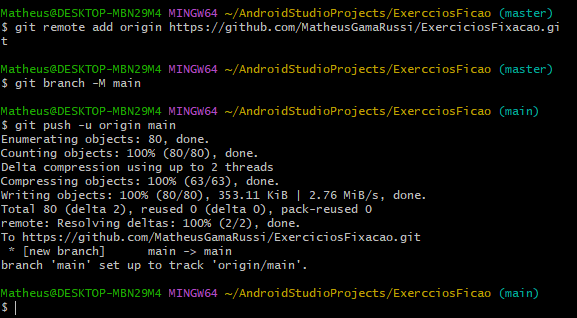 Matheus@DESKTOP-MBN29M4 MINGW64 ~/AndroidStudioProjects/ExercciosFicao (master)
$ git remote add origin https://github.com/MatheusGamaRussi/ExerciciosFixacao.gi
t
Matheus@DESKTOP-MBN29M4 MINGW64 ~/AndroidStudioProjects/ExercciosFicao (master)
$ git branch -M main
Matheus@DESKTOP-MBN29M4 MINGW64 ~/AndroidStudioProjects/ExercciosFicao (main)
$ git push -u origin main
Enumerating objects: 80, done.
Counting objects: 100% (80/80), done.
Delta compression using up to 2 threads
Compressing objects: 100% (63/63), done.
Writing objects: 100% (80/80), 353.11 KiB | 2.76 MiB/s, done.
Total 80 (delta 2), reused 0 (delta 0), pack-reused 0
remote: Resolving deltas: 100% (2/2), done.
To https://github.com/MatheusGamaRussi/ExerciciosFixacao.git
 * [new branch]      main -> main
branch 'main' set up to track 'origin/main'.
Matheus@DESKTOP-MBN29M4 MINGW64 ~/AndroidStudioProjects/ExercciosFicao (main)
$